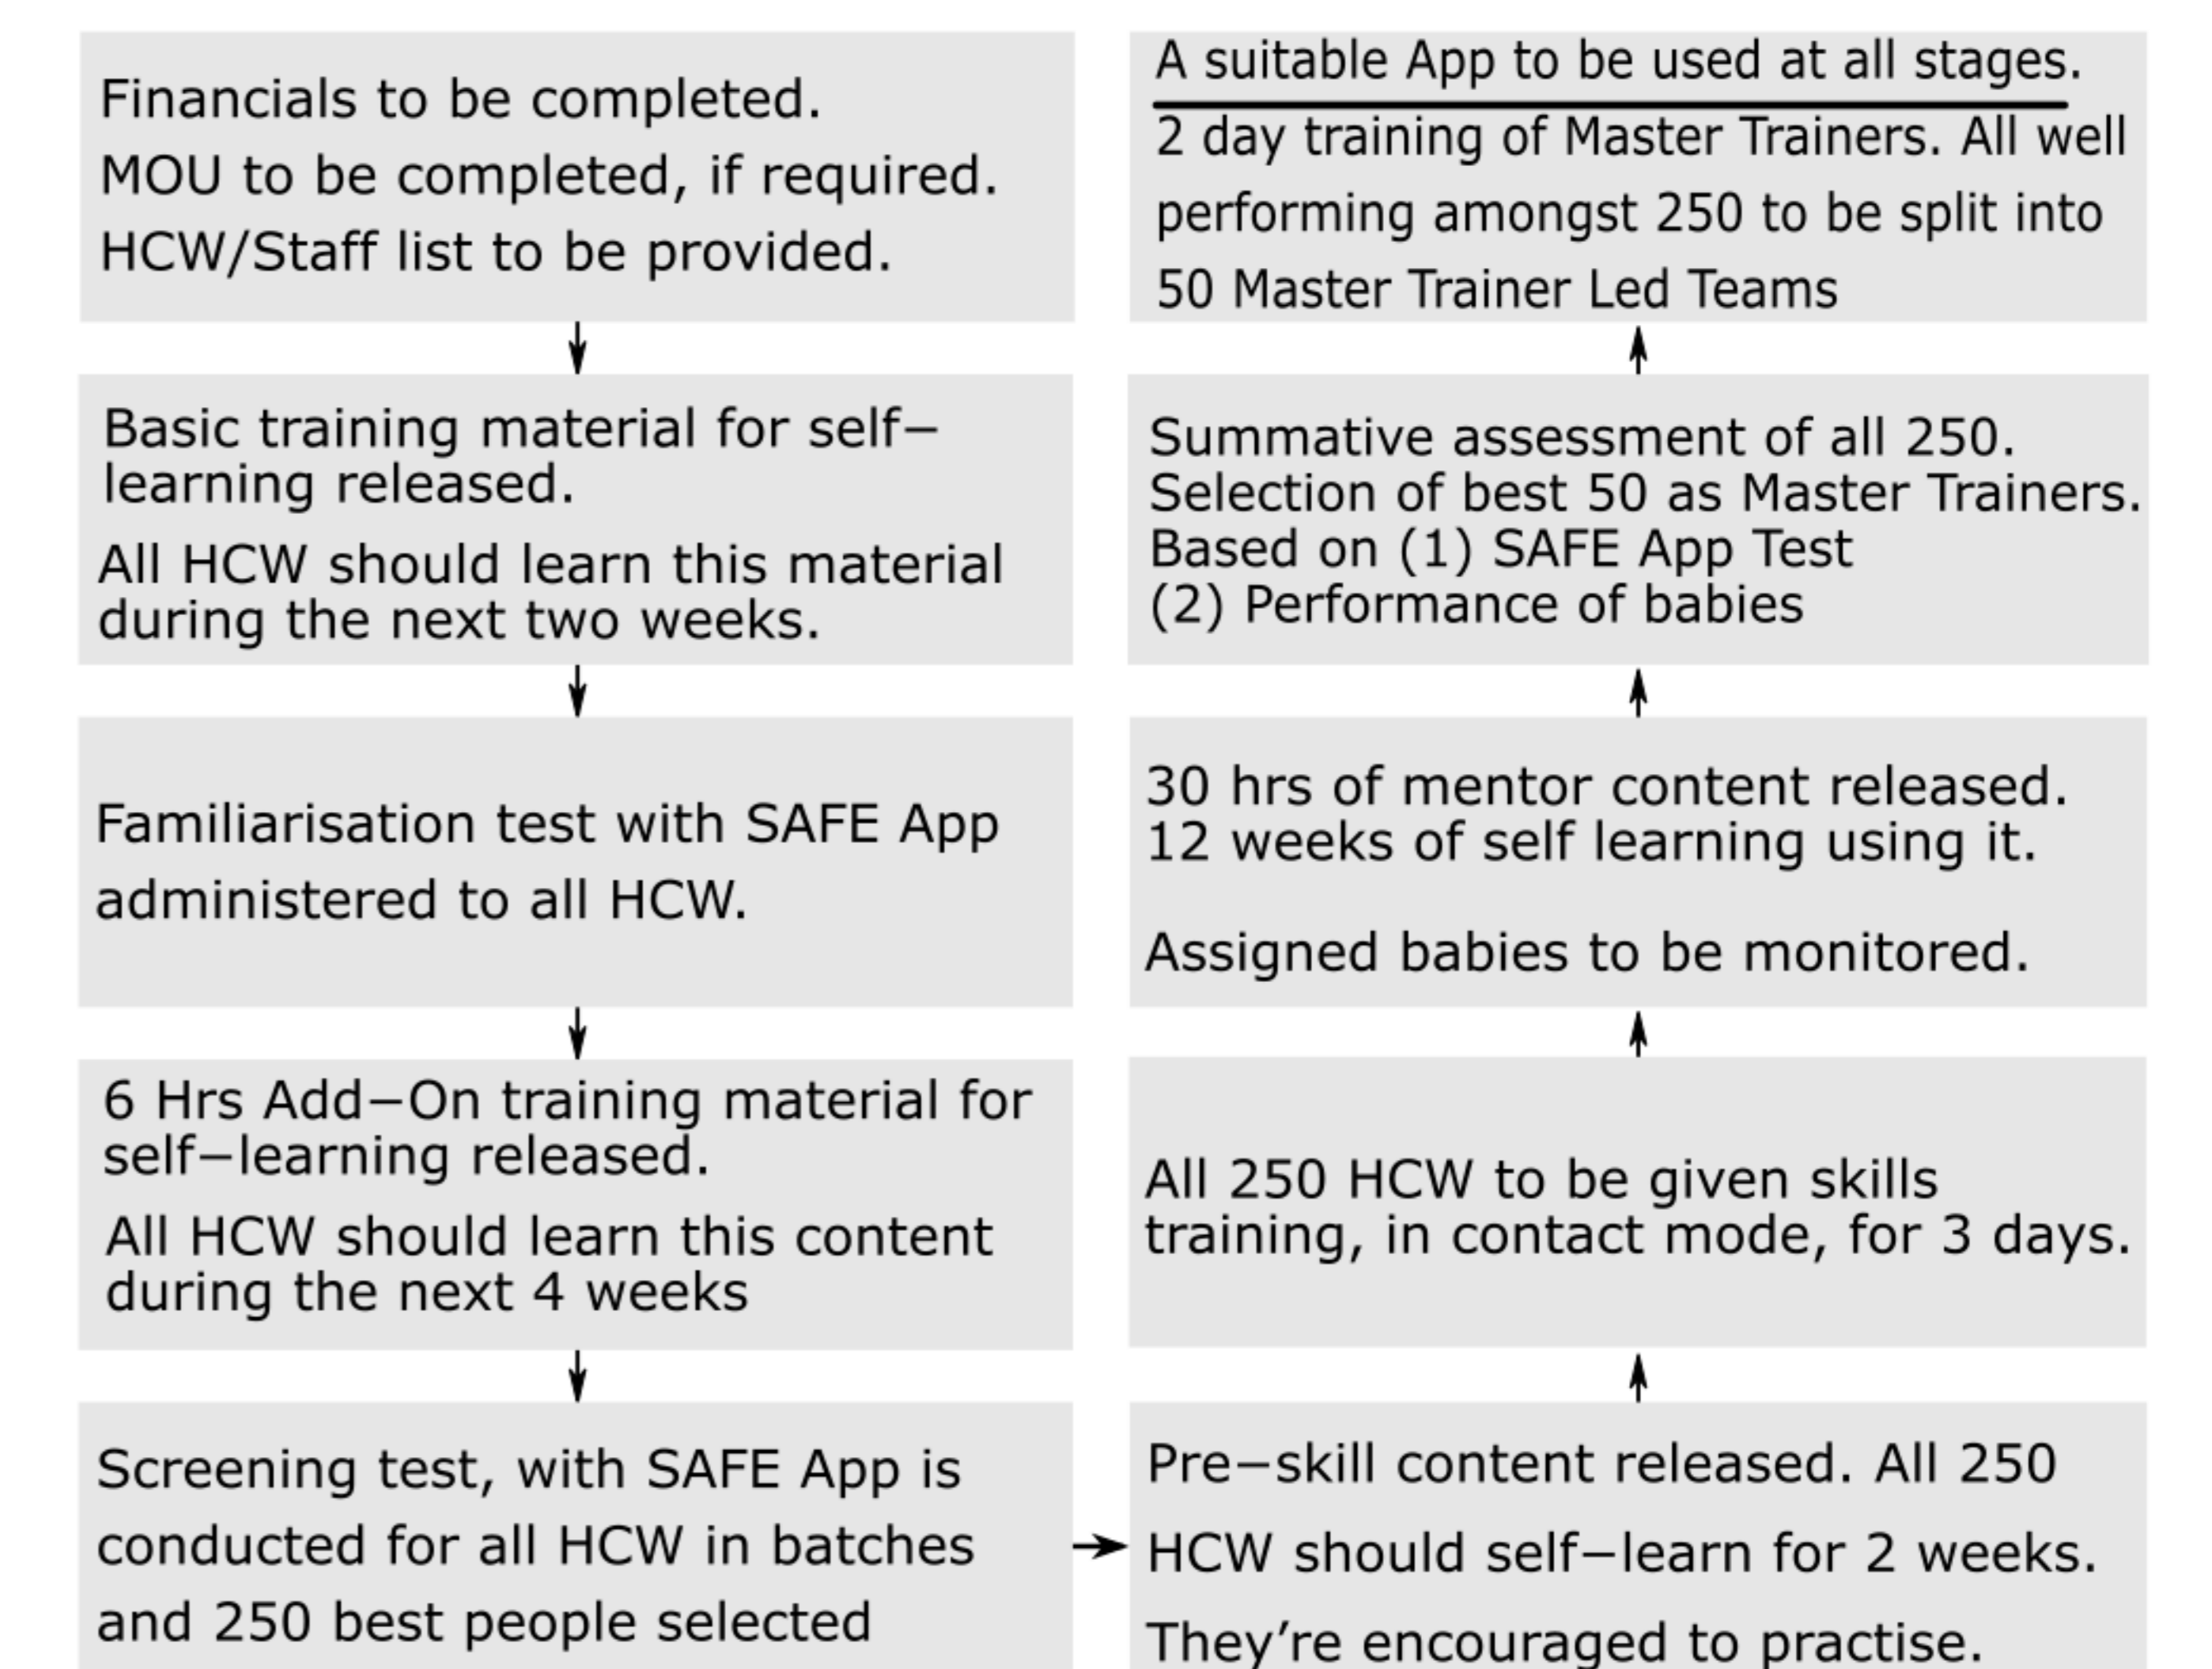 Financials to be completed.
MOU to be completed, if required.
HCW/Staff list to be provided.
Basic training material for self−
learning released.
All HCW should learn this material
during the next two weeks.
Familiarisation test with SAFE App
administered to all HCW.
6 Hrs Add−On training material for
self−learning released.
All HCW should learn this content
during the next 4 weeks
Screening test, with SAFE App is
conducted for all HCW in batches
and 250 best people selected
Pre−skill content released. All 250
HCW should self−learn for 2 weeks.
They’re encouraged to practise.
All 250 HCW to be given skills
training, in contact mode, for 3 days.
30 hrs of mentor content released.
12 weeks of self learning using it.
Assigned babies to be monitored.
Summative assessment of all 250.
Selection of best 50 as Master Trainers.
Based on (1) SAFE App Test
(2) Performance of babies
A suitable App to be used at all stages.
2 day training of Master Trainers. All well
performing amongst 250 to be split into
50 Master Trainer Led Teams